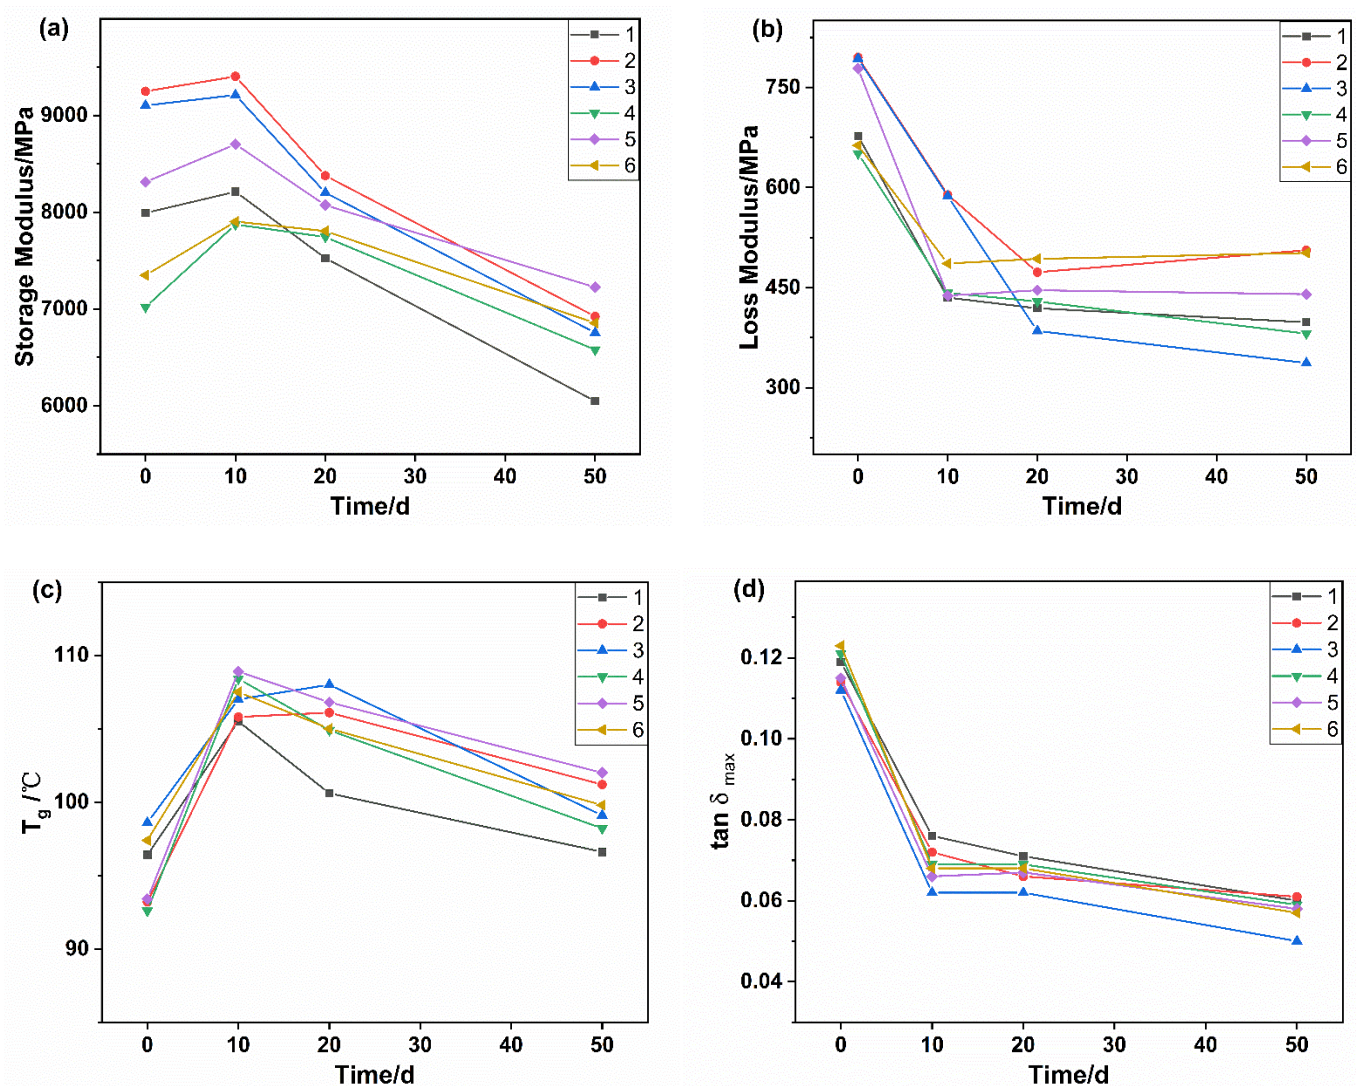 (a)
1
2
3
4
5
6
Storage Modulus/MPa
9000
8000
7000
6000
0 10 20 30 40 50
Time/d
(b)
1
2
3
4
5
6
Loss Modulus/MPa
750
600
450
300
0 10 20 30 40 50
Time/d
(c)
1
2
3
4
5
6
Tg /℃
110
100
90
0 10 20 30 40 50
Time/d
(d)
1
2
3
4
5
6
tan δ max
0.12
0.10
0.08
0.06
0.04
0 10 20 30 40 50
Time/d